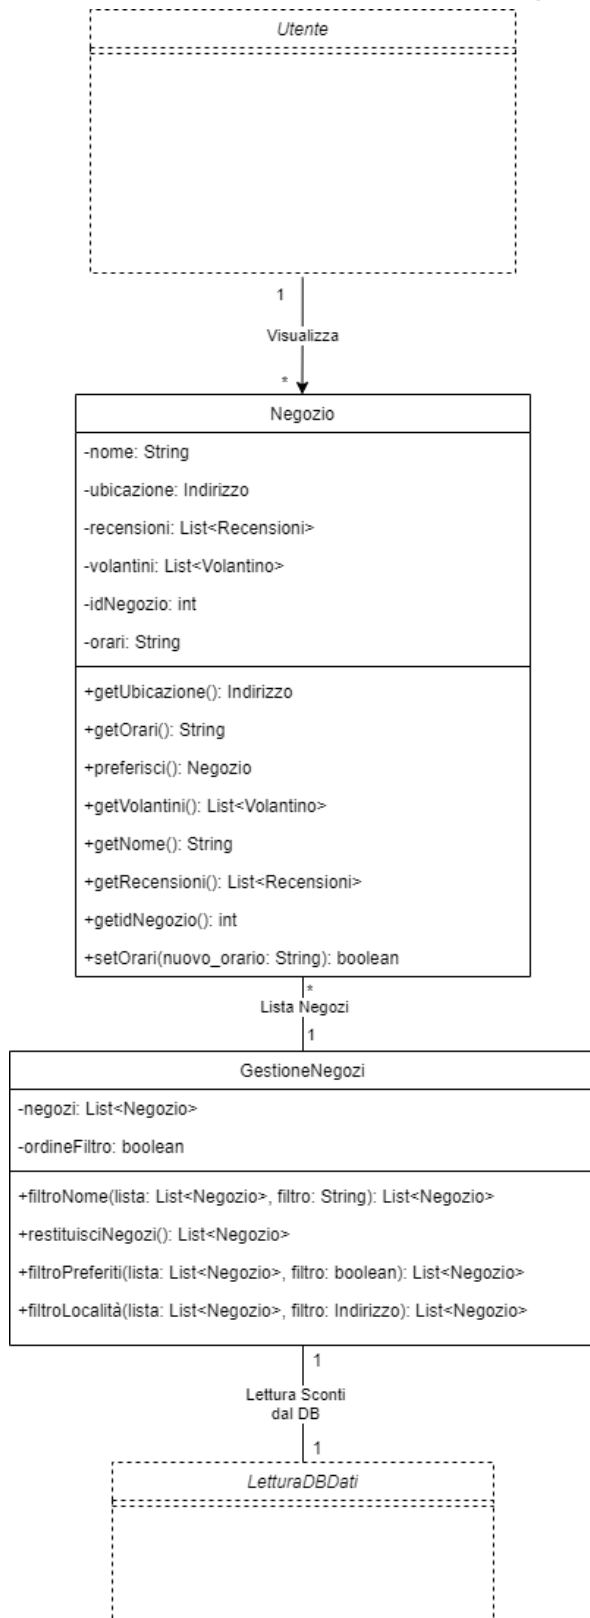 Utente
1
Visualizza
*
Negozio
-nome: String
-ubicazione: Indirizzo
-recensioni: List<Recensioni>
-volantini: List<Volantino>
-idNegozio: int
-orari: String
+getUbicazione(): Indirizzo
+getOrari(): String
+preferisci(): Negozio
+getVolantini(): List<Volantino>
+getNome(): String
+getRecensioni(): List<Recensioni>
+getidNegozio(): int
+setOrari(nuovo_orario: String): boolean
*
Lista Negozi
1
GestioneNegozi
-negozi: List<Negozio>
-ordineFiltro: boolean
+filtroNome(lista: List<Negozio>, filtro: String): List<Negozio>
+restituisciNegozi(): List<Negozio>
+filtroPreferiti(lista: List<Negozio>, filtro: boolean): List<Negozio>
+filtroLocalità(lista: List<Negozio>, filtro: Indirizzo): List<Negozio>
1
Lettura Sconti
dal DB
1
LetturaDBDati